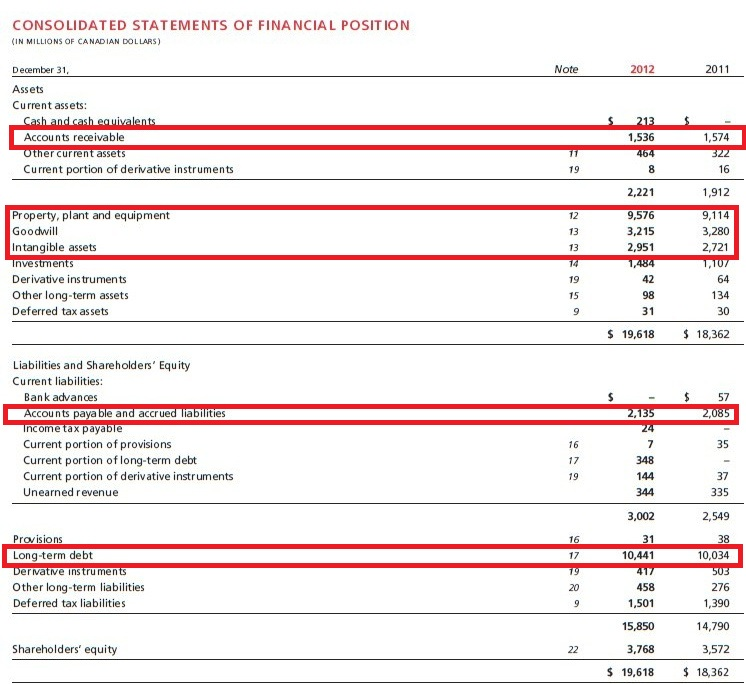 CONSOLIDATED STATEMENTS OF FINANCIAL POSITION
(IN MILLIONS OF CANADIAN DOLLARS)
December 31, Note 2012 2011
Assets
Current assets:
Cash and cash equivalents $ 213 $ –
Accounts receivable 1,536 1,574
Other current assets 11 464 322
Current portion of derivative instruments 19 8 16
2,221 1,912
Property, plant and equipment 12 9,576 9,114
Goodwill 13 3,215 3,280
Intangible assets 13 2,951 2,721
Investments 14 1,484 1,107
Derivative instruments 19 42 64
Other long-term assets 15 98 134
Deferred tax assets 9 31 30
$ 19,618 $ 18,362
Liabilities and Shareholders' Equity
Current liabilities:
Bank advances $ – $ 57
Accounts payable and accrued liabilities 2,135 2,085
Income tax payable 24 –
Current portion of provisions 16 7 35
Current portion of long-term debt 17 348 –
Current portion of derivative instruments 19 144 37
Unearned revenue 344 335
3,002 2,549
Provisions 16 31 38
Long-term debt 17 10,441 10,034
Derivative instruments 19 417 503
Other long-term liabilities 20 458 276
Deferred tax liabilities 9 1,501 1,390
15,850 14,790
Shareholders' equity 22 3,768 3,572
$ 19,618 $ 18,362